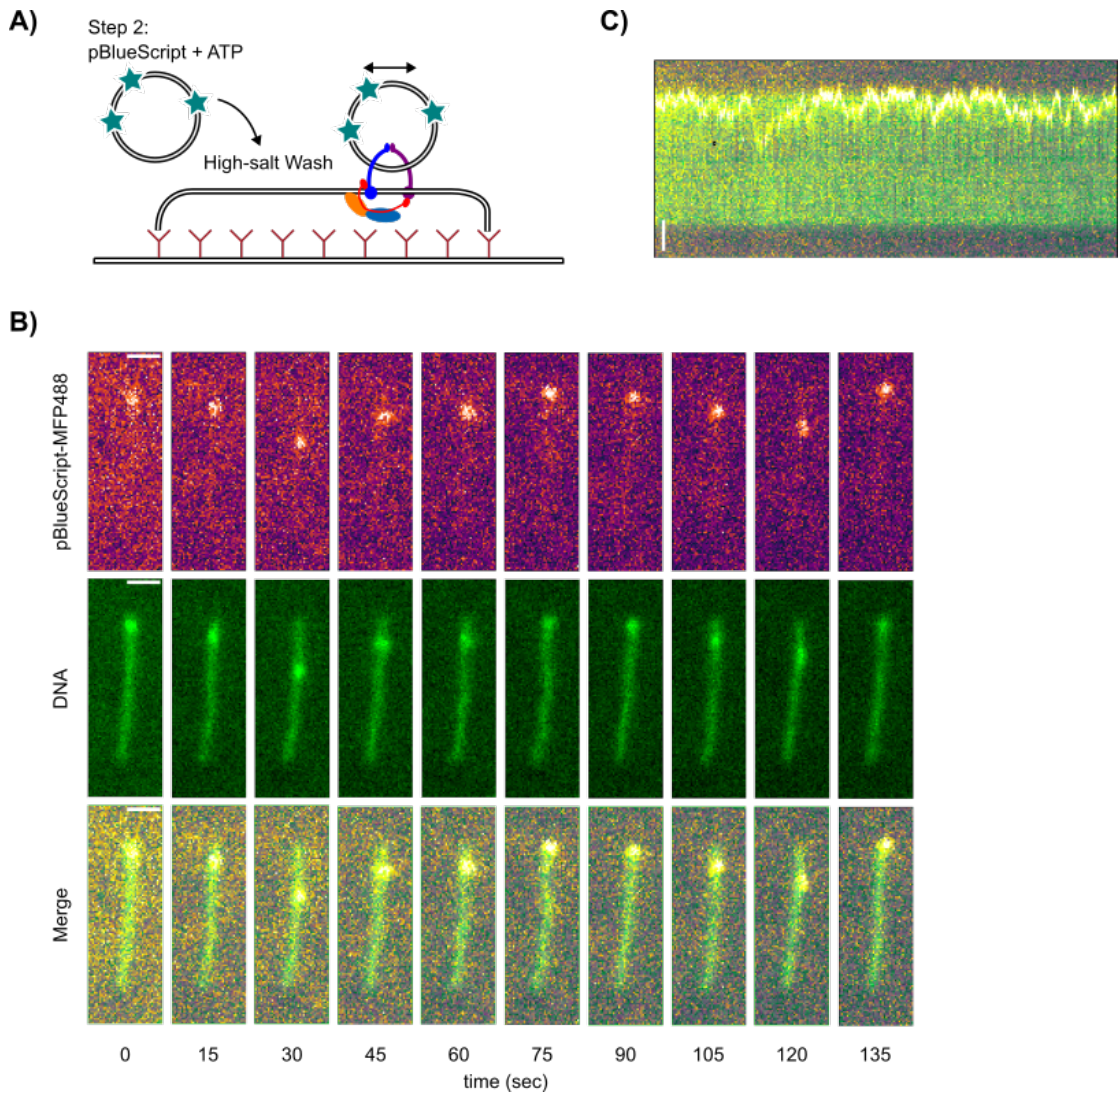 A)
Step 2:
pBlueScript + ATP
High-salt Wash
C)
B)
pBlueScript-MFP488
DNA
Merge
0 15 30 45 60 75 90 105 120 135
time (sec)